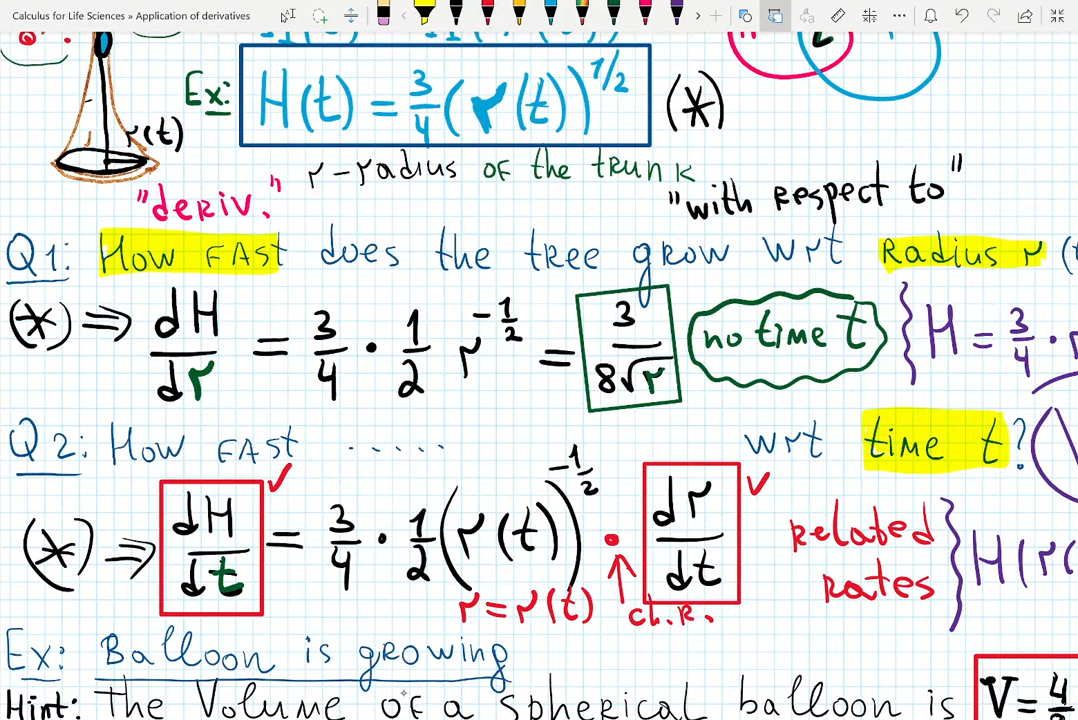 Calculus for Life Sciences » Application of derivatives
Ex: H(t) = 3/4 (r(t))^1/2 (*)
r(t)
r - radius of the trunk
"deriv."
"with respect to"
Q1: How FAST does the tree grow wrt Radius r
(*) ⇒ dH/dr = 3/4 · 1/2 r^-1/2 = 3/(8√r) no time t } H = 3/4 ·
Q2: How FAST ..... wrt time t?
(*) ⇒ dH/dt = 3/4 · 1/2 (r(t))^-1/2 · dr/dt Related rates } H(r(
r = r(t) ch.R.
Ex: Balloon is growing
Hint: The Volume of a spherical balloon is V = 4